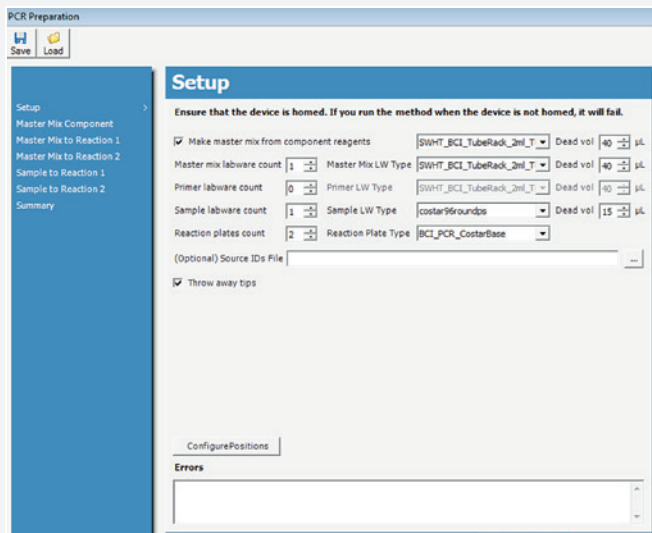 PCR Preparation
Save Load
Setup
Setup >
Master Mix Component
Master Mix to Reaction 1
Master Mix to Reaction 2
Sample to Reaction 1
Sample to Reaction 2
Summary
Ensure that the device is homed. If you run the method when the device is not homed, it will fail.
Make master mix from component reagents SWHT_BCI_TubeRack_2ml_T Dead vol 40 µL
Master mix labware count 1 Master Mix LW Type SWHT_BCI_TubeRack_2ml_T Dead vol 40 µL
Primer labware count 0 Primer LW Type SWHT_BCI_TubeRack_2ml_T Dead vol 40 µL
Sample labware count 1 Sample LW Type costar96roundps Dead vol 15 µL
Reaction plates count 2 Reaction Plate Type BCI_PCR_CostarBase
(Optional) Source IDs File ...
Throw away tips
ConfigurePositions
Errors